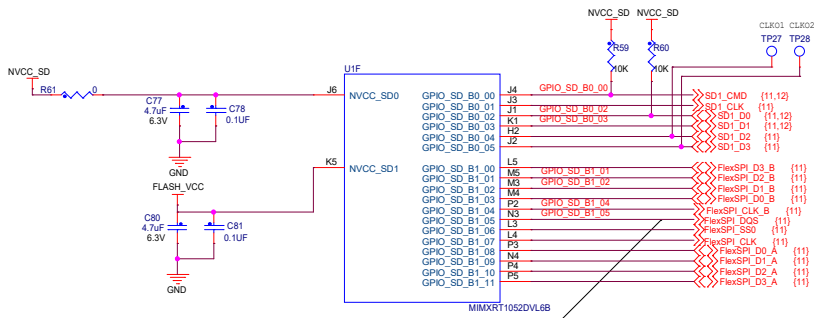 CLKO1 CLKO2
NVCC_SD NVCC_SD
TP27 TP28
R59 R60
10K 10K
U1F
NVCC_SD
R61 0
J6 NVCC_SD0
C77
4.7uF
6.3V
C78
0.1UF
GND
K5 NVCC_SD1
FLASH_VCC
C80
4.7uF
6.3V
C81
0.1UF
GND
GPIO_SD_B0_00 J4 GPIO_SD_B0_00 SD1_CMD {11,12}
GPIO_SD_B0_01 J3 SD1_CLK {11}
GPIO_SD_B0_02 J1 GPIO_SD_B0_02 SD1_D0 {11,12}
GPIO_SD_B0_03 K1 GPIO_SD_B0_03 SD1_D1 {11,12}
GPIO_SD_B0_04 H2 SD1_D2 {11}
GPIO_SD_B0_05 J2 SD1_D3 {11}
GPIO_SD_B1_00 L5 FlexSPI_D3_B {11}
GPIO_SD_B1_01 M5 GPIO_SD_B1_01 FlexSPI_D2_B {11}
GPIO_SD_B1_02 M3 GPIO_SD_B1_02 FlexSPI_D1_B {11}
GPIO_SD_B1_03 M4 FlexSPI_D0_B {11}
GPIO_SD_B1_04 P2 GPIO_SD_B1_04 FlexSPI_CLK_B {11}
GPIO_SD_B1_05 N3 GPIO_SD_B1_05 FlexSPI_DQS {11}
GPIO_SD_B1_06 L3 FlexSPI_SS0 {11}
GPIO_SD_B1_07 L4 FlexSPI_CLK {11}
GPIO_SD_B1_08 P3 FlexSPI_D0_A {11}
GPIO_SD_B1_09 N4 FlexSPI_D1_A {11}
GPIO_SD_B1_10 P4 FlexSPI_D2_A {11}
GPIO_SD_B1_11 P5 FlexSPI_D3_A {11}
MIMXRT1052DVL6B